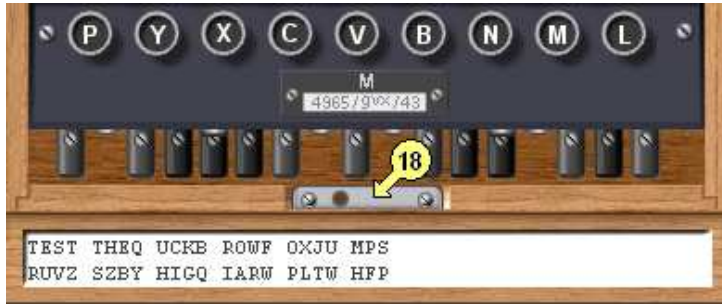 P Y X C V B N M L
M
4965/9vx/43
18
TEST THEQ UCKB ROWF OXJU MPS
RUVZ SZBY HIGQ IARW PLTW HFP